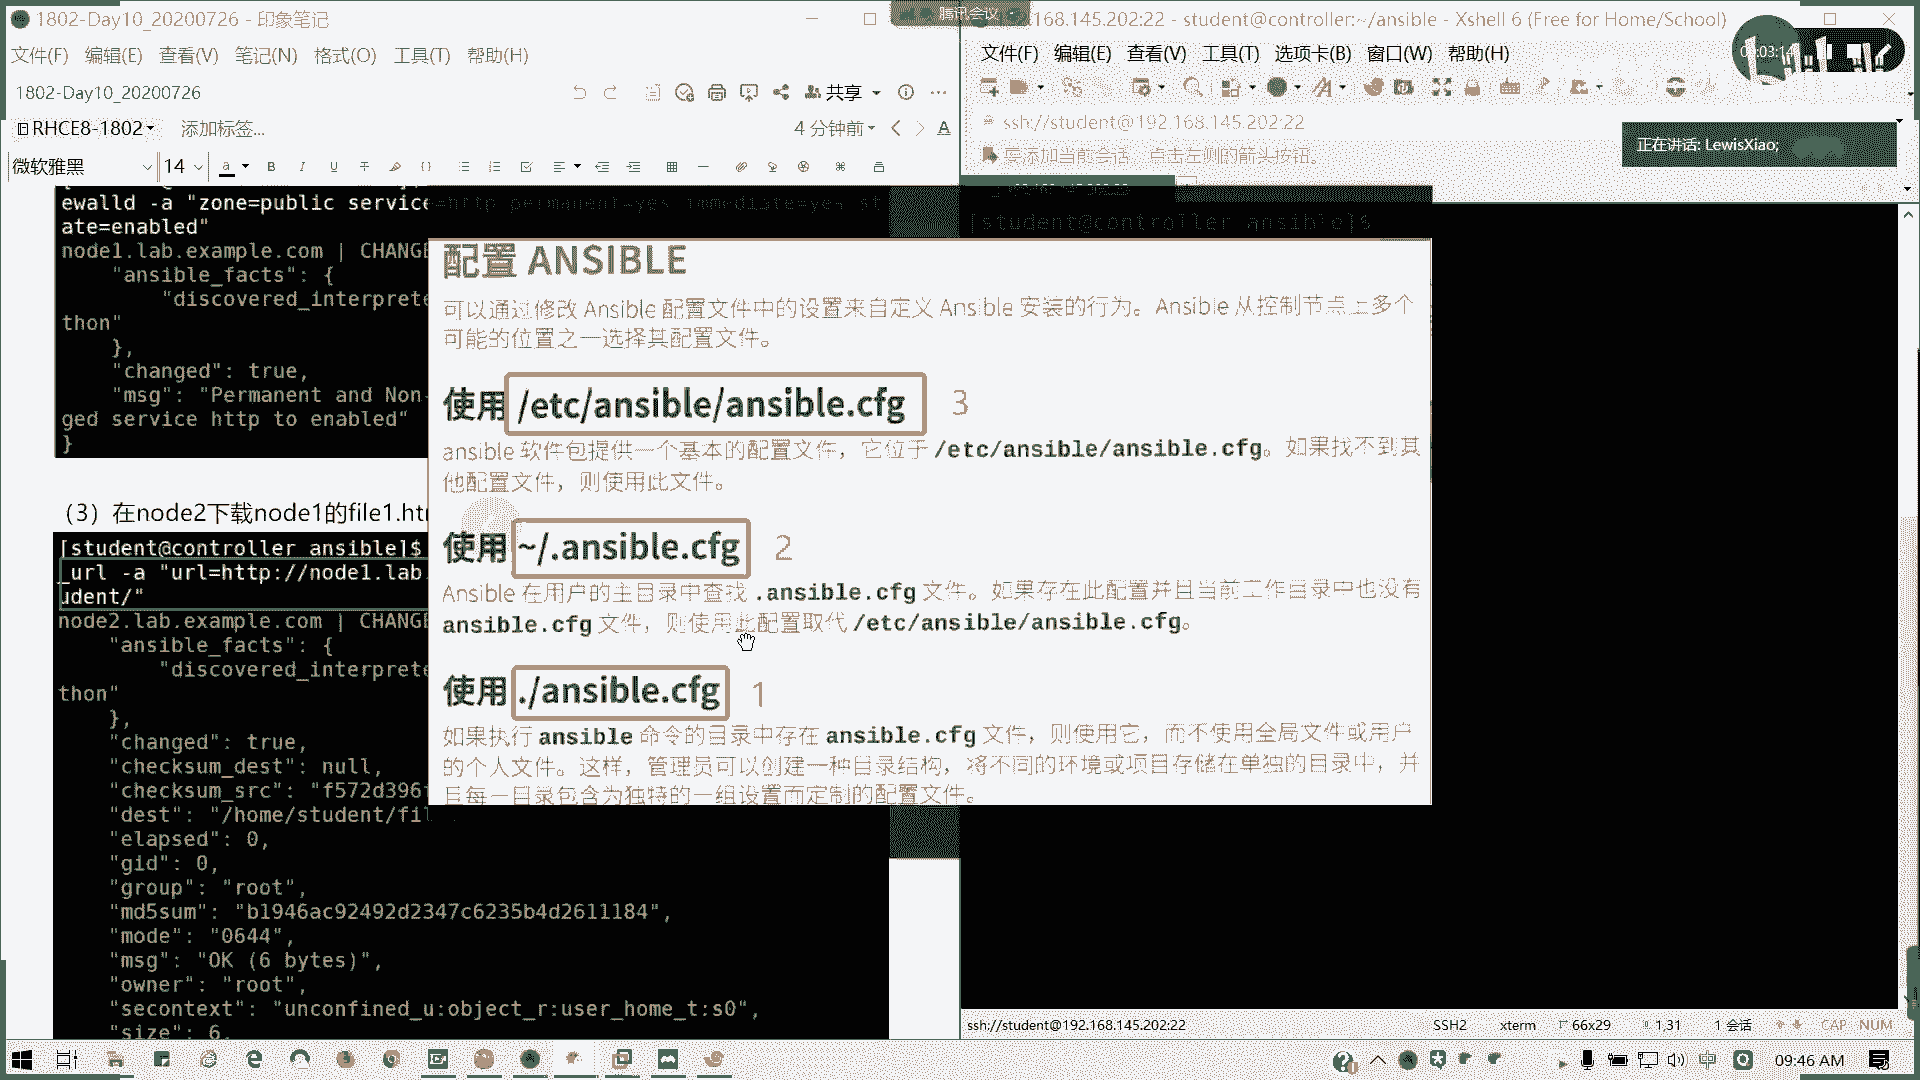 1802-Day10_20200726 - 印象笔记
文件(F) 编辑(E) 查看(V) 笔记(N) 格式(O) 工具(T) 帮助(H)
1802-Day10_20200726
共享
RHCE8-1802
添加标签...
4 分钟前
微软雅黑
14
ewalld -a "zone=public service=http permanent=yes immediate=yes st
ate=enabled"
node1.lab.example.com | CHANG
"ansible_facts": {
"discovered_interpret
thon"
},
"changed": true,
"msg": "Permanent and Non-
ged service http to enabled"
}
（3）在node2下载node1的file1.ht
[student@controller ansible]$
_url -a "url=http://node1.lab.
udent/"
node2.lab.example.com | CHANG
"ansible_facts": {
"discovered_interprete
thon"
},
"changed": true,
"checksum_dest": null,
"checksum_src": "f572d396
"dest": "/home/student/fil
"elapsed": 0,
"gid": 0,
"group": "root",
"md5sum": "b1946ac92492d2347c6235b4d2611184",
"mode": "0644",
"msg": "OK (6 bytes)",
"owner": "root",
"secontext": "unconfined_u:object_r:user_home_t:s0",
"size": 6,
配置 ANSIBLE
可以通过修改 Ansible 配置文件中的设置来自定义 Ansible 安装的行为。Ansible 从控制节点上多个
可能的位置之一选择其配置文件。
使用 /etc/ansible/ansible.cfg 3
ansible 软件包提供一个基本的配置文件，它位于 /etc/ansible/ansible.cfg。如果找不到其
他配置文件，则使用此文件。
使用 ~/.ansible.cfg 2
Ansible 在用户的主目录中查找 .ansible.cfg 文件。如果存在此配置并且当前工作目录中也没有
ansible.cfg 文件，则使用此配置取代 /etc/ansible/ansible.cfg。
使用 ./ansible.cfg 1
如果执行 ansible 命令的目录中存在 ansible.cfg 文件，则使用它，而不使用全局文件或用户
的个人文件。这样，管理员可以创建一种目录结构，将不同的环境或项目存储在单独的目录中，并
且每一目录包含为独特的一组设置而定制的配置文件。
腾讯会议
168.145.202:22 - student@controller:~/ansible - Xshell 6 (Free for Home/School)
文件(F) 编辑(E) 查看(V) 工具(T) 选项卡(B) 窗口(W) 帮助(H)
ssh://student@192.168.145.202:22
要添加当前会话，点击左侧的箭头按钮。
正在讲话: LewisXiao;
[student@controller ansible]$
ssh://student@192.168.145.202:22
SSH2 xterm 66x29 1,31 1 会话 CAP NUM
中
09:46 AM